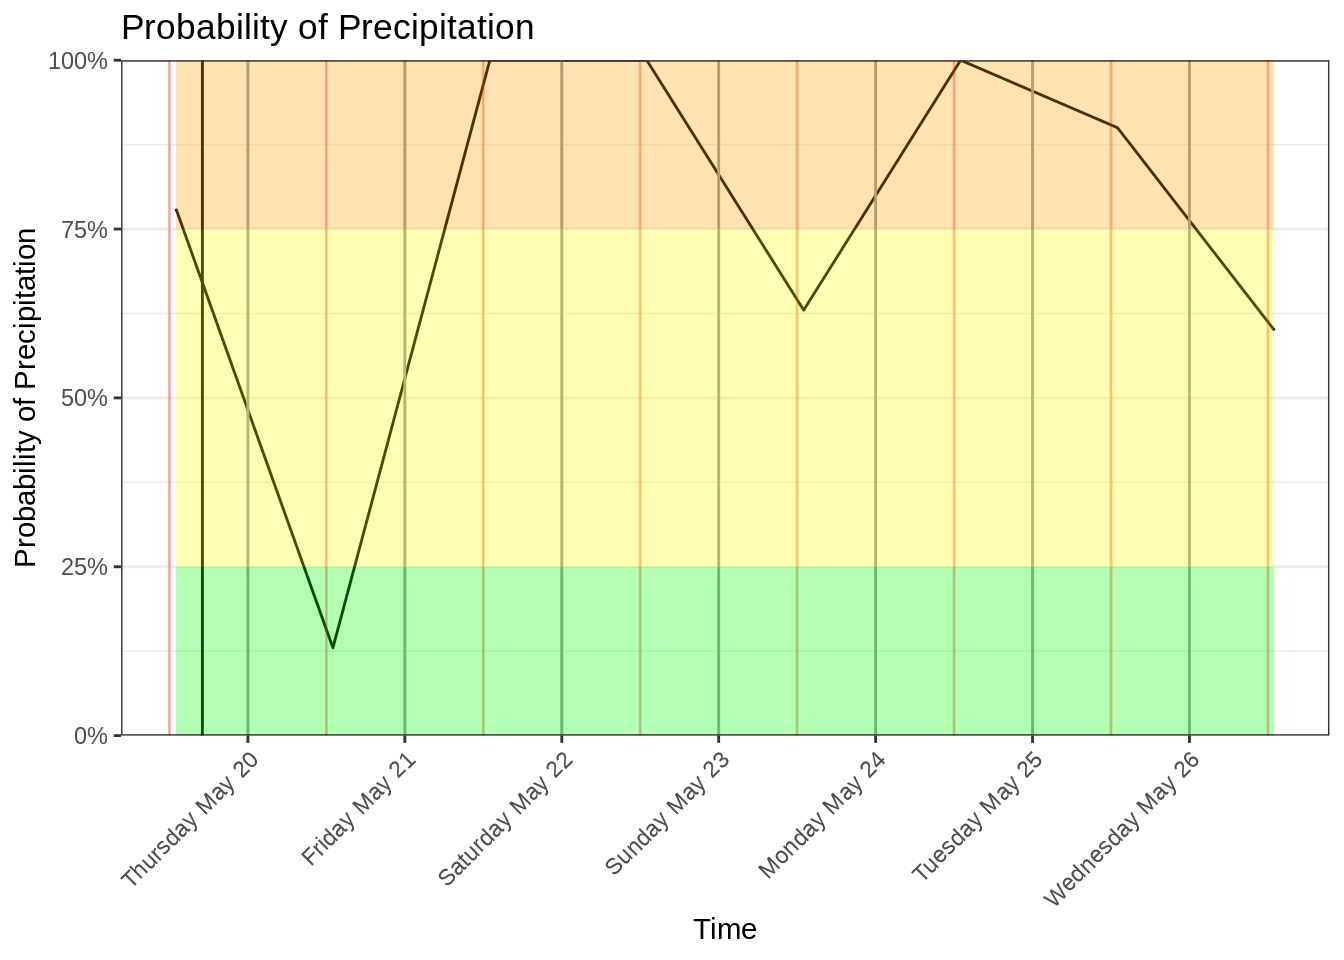 Probability of Precipitation
Probability of Precipitation
100%
75%
50%
25%
0%
Thursday May 20
Friday May 21
Saturday May 22
Sunday May 23
Monday May 24
Tuesday May 25
Wednesday May 26
Time